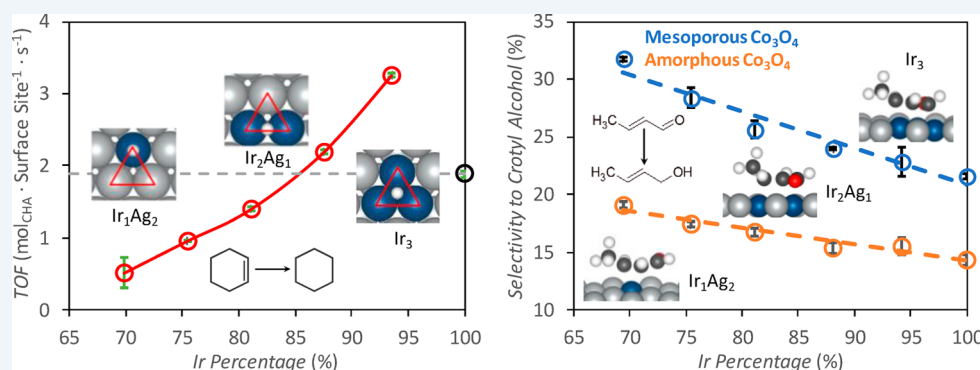 TOF (mol_CHA · Surface Site⁻¹ · s⁻¹)
4
3
2
1
0
65
70
75
80
85
90
95
100
Ir Percentage (%)
Ir₁Ag₂
Ir₂Ag₁
Ir₃
Selectivity to Crotyl Alcohol (%)
35
30
25
20
15
10
65
70
75
80
85
90
95
100
Ir Percentage (%)
Mesoporous Co₃O₄
Amorphous Co₃O₄
H₃C
O
H₃C
OH
Ir₃
Ir₂Ag₁
Ir₁Ag₂